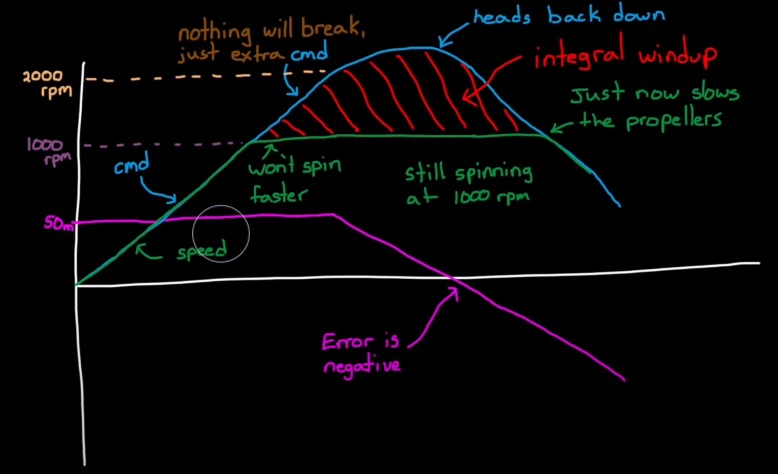 heads back down
nothing will break,
just extra cmd
integral windup
2000
rpm
Just now slows
the propellers
1000
rpm
cmd
won't spin
faster
still spinning
at 1000 rpm
50m
speed
Error is
negative